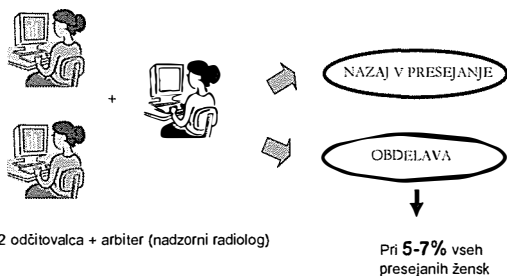 +
NAZAJ V PRESEJANJE
OBDELAVA
2 odčitovalca + arbiter (nadzorni radiolog)
Pri 5-7% vseh
presejanih žensk